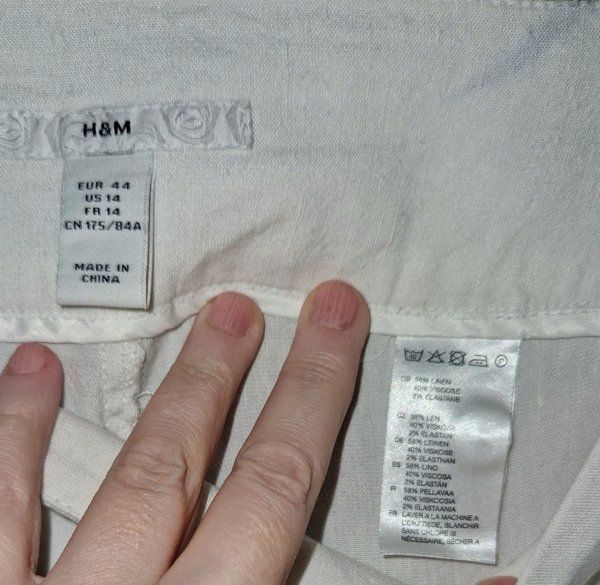 H&M
EUR 44
US 14
FR 14
CN 175/84A
MADE IN
CHINA
GB 58% LINEN
40% VISCOSE
2% ELASTANE
CZ 58% LEN
40% VISKÓZA
2% ELASTAN
DE 58% LEINEN
40% VISKOSE
2% ELASTHAN
ES 58% LINO
40% VISCOSA
2% ELASTÁN
FI 58% PELLAVAA
40% VISKOOSIA
2% ELASTAANIA
FR LAVER A LA MACHINE A
L'EAU TIEDE, BLANCHIR
SANS CHLORE SI
NÉCESSAIRE, SÉCHER A